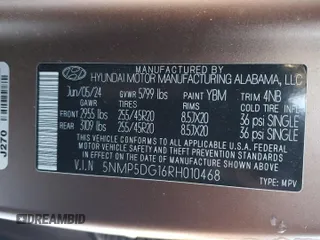 HYUNDAI MOTOR MANUFACTURING ALABAMA, LLC
Jun/05/24 GVWR 5799 lbs PAINT YBM TRIM 4NB
GAWR TIRES RIMS COLD TIRE INFL
FRONT 2955 lbs 255/45R20 8.5JX20 36 psi SINGLE
REAR 3109 lbs 255/45R20 8.5JX20 36 psi SINGLE
THIS VEHICLE CONFORMS TO ALL APPLICABLE U.S. FEDERAL
MOTOR VEHICLE SAFETY AND THEFT PREVENTION STANDARDS
IN EFFECT ON THE DATE OF MANUFACTURE SHOWN ABOVE.
V.I.N 5NMP5DG16RH010468
TYPE: MPV
J270
© IAAI/AMBID